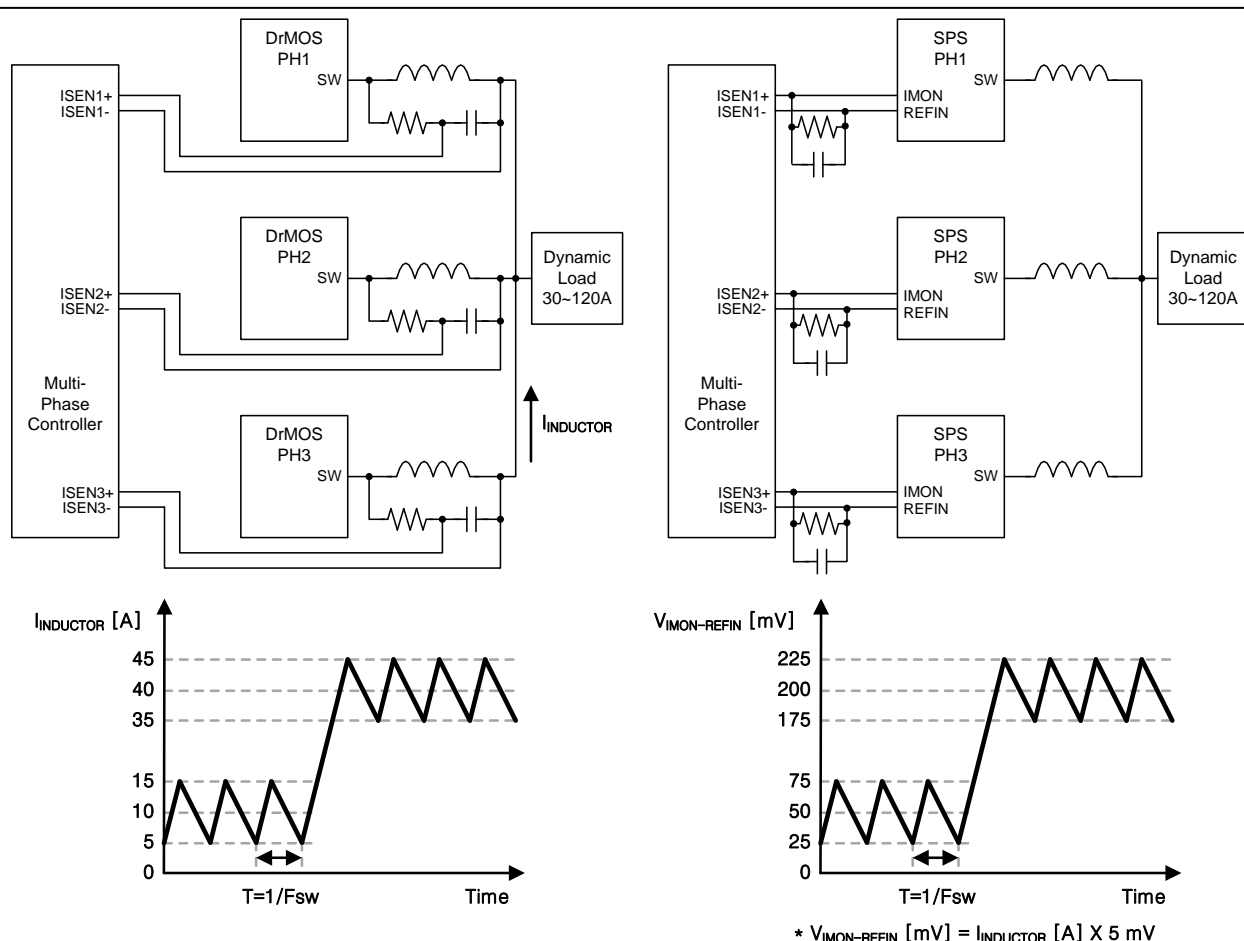 DrMOS
PH1
SW
ISEN1+
ISEN1-
DrMOS
PH2
SW
ISEN2+
ISEN2-
Dynamic
Load
30~120A
Multi-
Phase
Controller
IINDUCTOR
DrMOS
PH3
SW
ISEN3+
ISEN3-
SPS
PH1
SW
ISEN1+
ISEN1-
IMON
REFIN
SPS
PH2
SW
ISEN2+
ISEN2-
IMON
REFIN
Dynamic
Load
30~120A
Multi-
Phase
Controller
SPS
PH3
SW
ISEN3+
ISEN3-
IMON
REFIN
IINDUCTOR [A]
45
40
35
15
10
5
0
T=1/Fsw
Time
VIMON-REFIN [mV]
225
200
175
75
50
25
0
T=1/Fsw
Time
* VIMON-REFIN [mV] = IINDUCTOR [A] X 5 mV